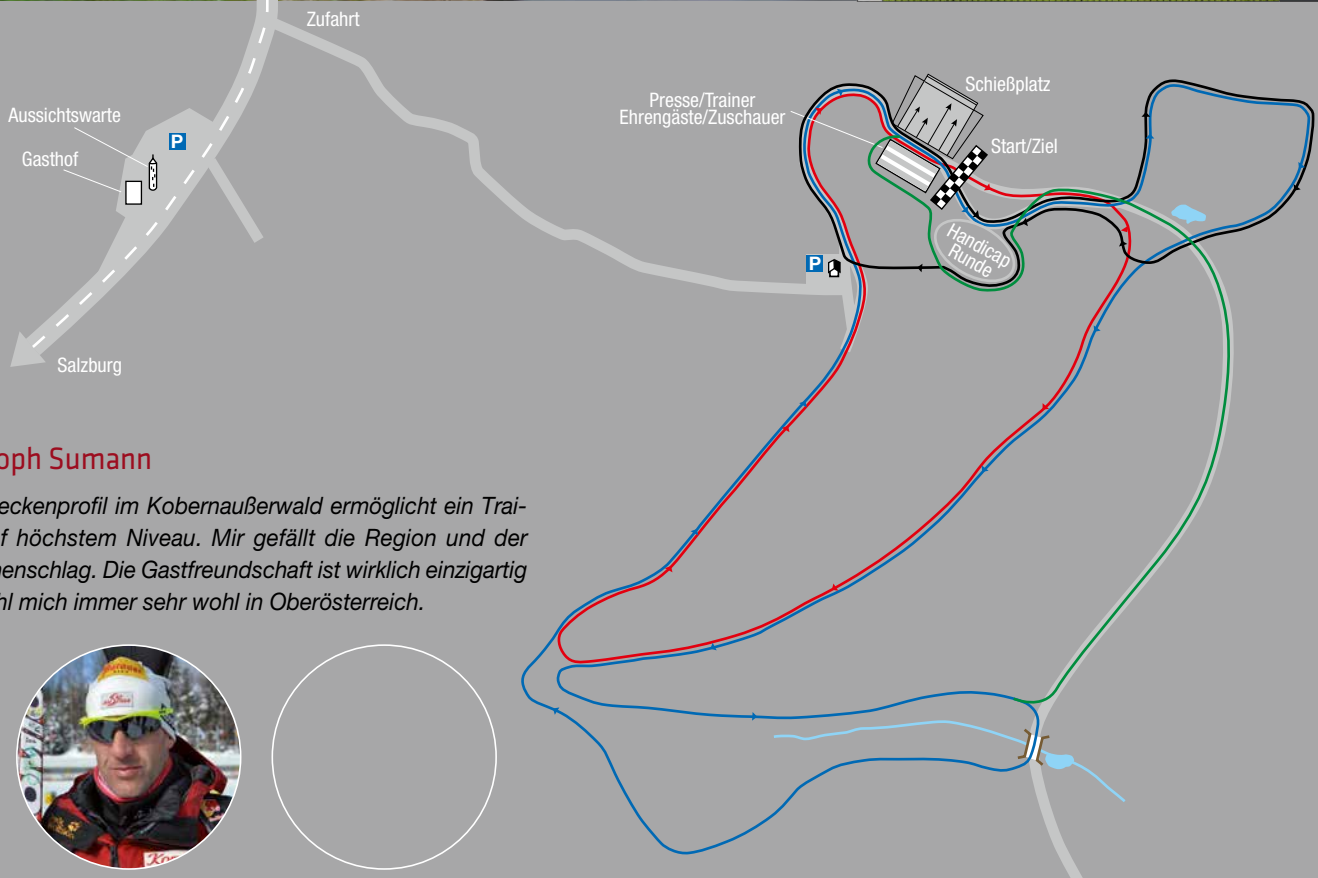 Zufahrt
Aussichtswarte
P
Gasthof
Salzburg
Presse/Trainer
Ehrengäste/Zuschauer
Schießplatz
Start/Ziel
Handicap
Runde
P
oph Sumann
eckenprofil im Kobernaußerwald ermöglicht ein Trai-
f höchstem Niveau. Mir gefällt die Region und der
nenschlag. Die Gastfreundschaft ist wirklich einzigartig
hl mich immer sehr wohl in Oberösterreich.